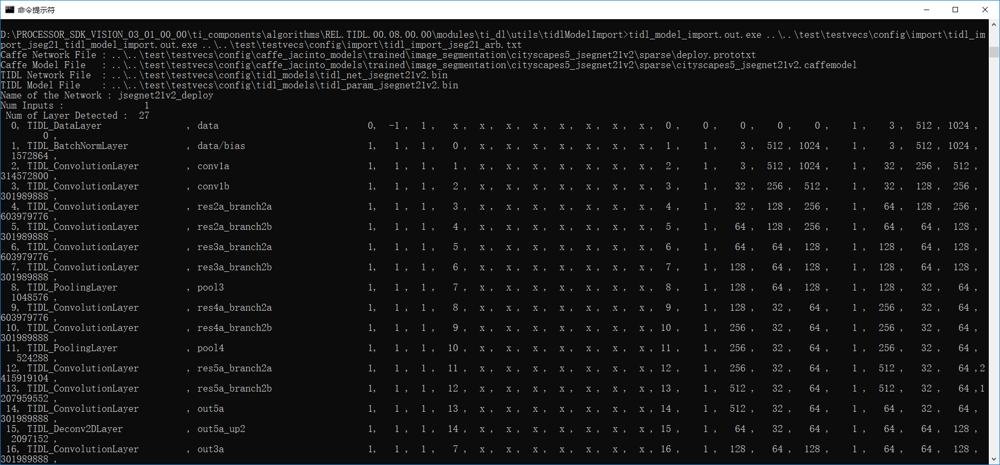 命令提示符
D:\PROCESSOR_SDK_VISION_03_01_00_00\ti_components\algorithms\REL.TIDL.00.08.00.00\modules\ti_dl\utils\tidlModelImport>tidl_model_import.out.exe ..\..\test\testvecs\config\import\tidl_im
port_jseg21_tidl_model_import.out.exe ..\..\test\testvecs\config\import\tidl_import_jseg21_arb.txt
Caffe Network File : ..\..\test\testvecs\config\caffe_jacinto_models\trained\image_segmentation\cityscapes5_jsegnet21v2\sparse\deploy.prototxt
Caffe Model File   : ..\..\test\testvecs\config\caffe_jacinto_models\trained\image_segmentation\cityscapes5_jsegnet21v2\sparse\cityscapes5_jsegnet21v2.caffemodel
TIDL Network File  : ..\..\test\testvecs\config\tidl_models\tidl_net_jsegnet21v2.bin
TIDL Model File    : ..\..\test\testvecs\config\tidl_models\tidl_param_jsegnet21v2.bin
Name of the Network : jsegnet21v2_deploy
Num Inputs :               1
Num of Layer Detected :  27
0, TIDL_DataLayer , data 0, -1 , 1 , x , x , x , x , x , x , x , x , 0 , 0 , 0 , 0 , 0 , 1 , 3 , 512 , 1024 ,
0 ,
1, TIDL_BatchNormLayer , data/bias 1, 1 , 1 , 0 , x , x , x , x , x , x , x , 1 , 1 , 3 , 512 , 1024 , 1 , 3 , 512 , 1024 ,
1572864 ,
2, TIDL_ConvolutionLayer , conv1a 1, 1 , 1 , 1 , x , x , x , x , x , x , x , 2 , 1 , 3 , 512 , 1024 , 1 , 32 , 256 , 512 ,
314572800 ,
3, TIDL_ConvolutionLayer , conv1b 1, 1 , 1 , 2 , x , x , x , x , x , x , x , 3 , 1 , 32 , 256 , 512 , 1 , 32 , 128 , 256 ,
301989888 ,
4, TIDL_ConvolutionLayer , res2a_branch2a 1, 1 , 1 , 3 , x , x , x , x , x , x , x , 4 , 1 , 32 , 128 , 256 , 1 , 64 , 128 , 256 ,
603979776 ,
5, TIDL_ConvolutionLayer , res2a_branch2b 1, 1 , 1 , 4 , x , x , x , x , x , x , x , 5 , 1 , 64 , 128 , 256 , 1 , 64 , 64 , 128 ,
301989888 ,
6, TIDL_ConvolutionLayer , res3a_branch2a 1, 1 , 1 , 5 , x , x , x , x , x , x , x , 6 , 1 , 64 , 64 , 128 , 1 , 128 , 64 , 128 ,
603979776 ,
7, TIDL_ConvolutionLayer , res3a_branch2b 1, 1 , 1 , 6 , x , x , x , x , x , x , x , 7 , 1 , 128 , 64 , 128 , 1 , 128 , 64 , 128 ,
301989888 ,
8, TIDL_PoolingLayer , pool3 1, 1 , 1 , 7 , x , x , x , x , x , x , x , 8 , 1 , 128 , 64 , 128 , 1 , 128 , 32 , 64 ,
1048576 ,
9, TIDL_ConvolutionLayer , res4a_branch2a 1, 1 , 1 , 8 , x , x , x , x , x , x , x , 9 , 1 , 128 , 32 , 64 , 1 , 256 , 32 , 64 ,
603979776 ,
10, TIDL_ConvolutionLayer , res4a_branch2b 1, 1 , 1 , 9 , x , x , x , x , x , x , x , 10 , 1 , 256 , 32 , 64 , 1 , 256 , 32 , 64 ,
301989888 ,
11, TIDL_PoolingLayer , pool4 1, 1 , 1 , 10 , x , x , x , x , x , x , x , 11 , 1 , 256 , 32 , 64 , 1 , 256 , 32 , 64 ,
524288 ,
12, TIDL_ConvolutionLayer , res5a_branch2a 1, 1 , 1 , 11 , x , x , x , x , x , x , x , 12 , 1 , 256 , 32 , 64 , 1 , 512 , 32 , 64 ,2
415919104 ,
13, TIDL_ConvolutionLayer , res5a_branch2b 1, 1 , 1 , 12 , x , x , x , x , x , x , x , 13 , 1 , 512 , 32 , 64 , 1 , 512 , 32 , 64 ,1
207959552 ,
14, TIDL_ConvolutionLayer , out5a 1, 1 , 1 , 13 , x , x , x , x , x , x , x , 14 , 1 , 512 , 32 , 64 , 1 , 64 , 32 , 64 ,
301989888 ,
15, TIDL_Deconv2DLayer , out5a_up2 1, 1 , 1 , 14 , x , x , x , x , x , x , x , 15 , 1 , 64 , 32 , 64 , 1 , 64 , 64 , 128 ,
2097152 ,
16, TIDL_ConvolutionLayer , out3a 1, 1 , 1 , 7 , x , x , x , x , x , x , x , 16 , 1 , 128 , 64 , 128 , 1 , 64 , 64 , 128 ,
301989888 ,